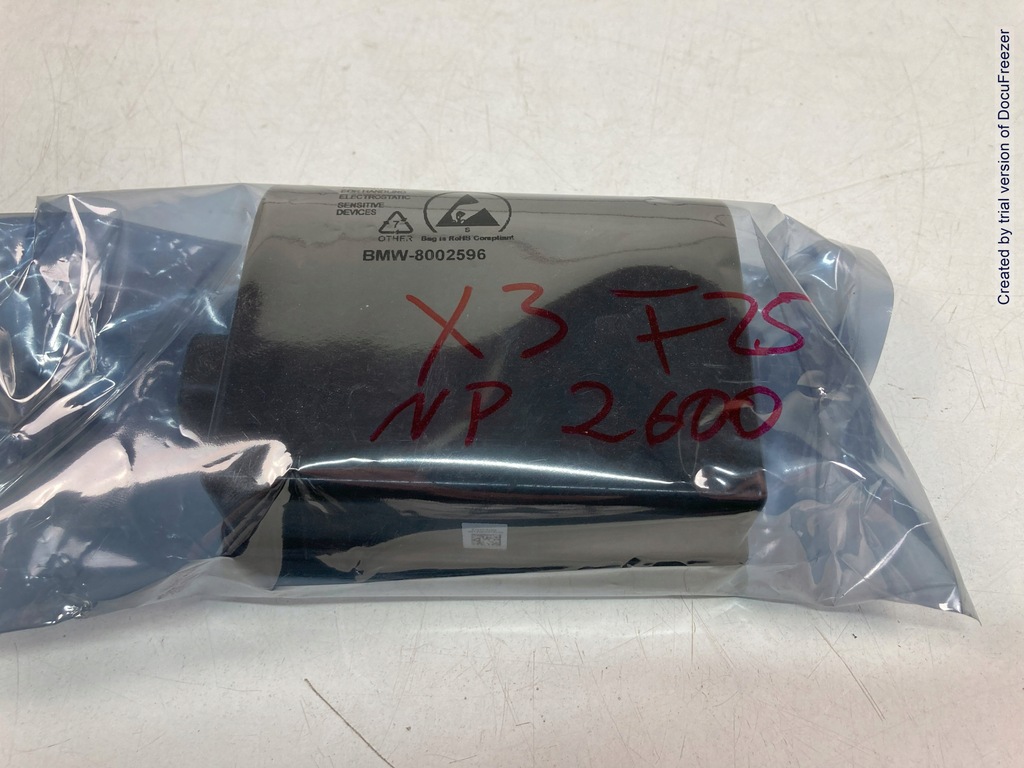 ELECTROSTATIC
SENSITIVE
DEVICES
7
OTHER
S
Bag is RoHS Compliant
BMW-8002596
X3 F25
NP 2600
Created by trial version of DocuFreezer